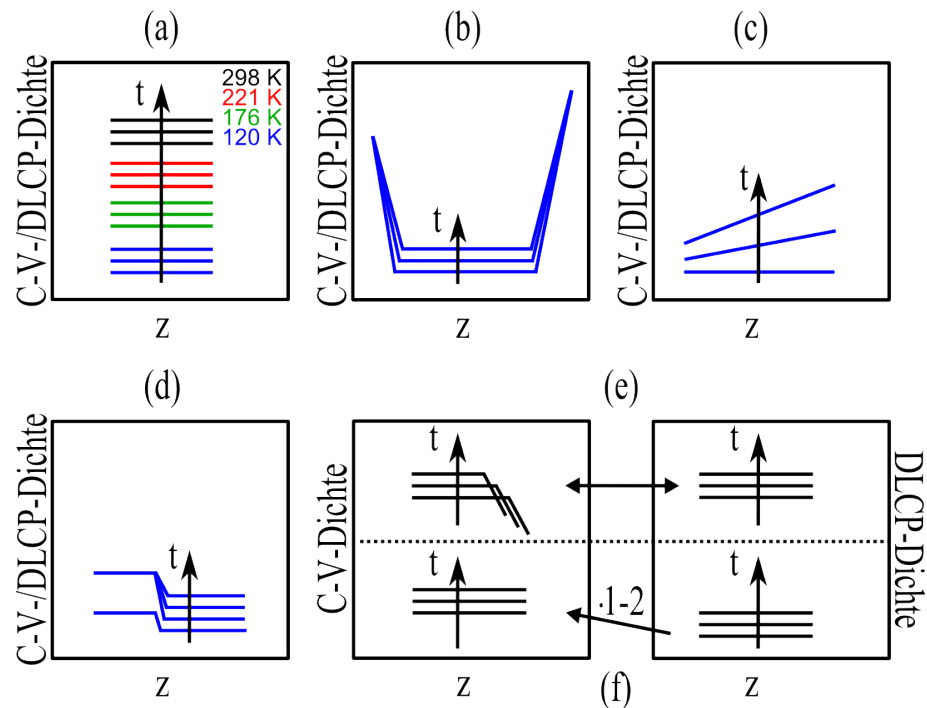 (a)
C-V-/DLCP-Dichte
t
298 K
221 K
176 K
120 K
z
(b)
C-V-/DLCP-Dichte
t
z
(c)
C-V-/DLCP-Dichte
t
z
(d)
C-V-/DLCP-Dichte
t
z
(e)
C-V-Dichte
t
t
DLCP-Dichte
t
·1-2
t
z
(f)
z